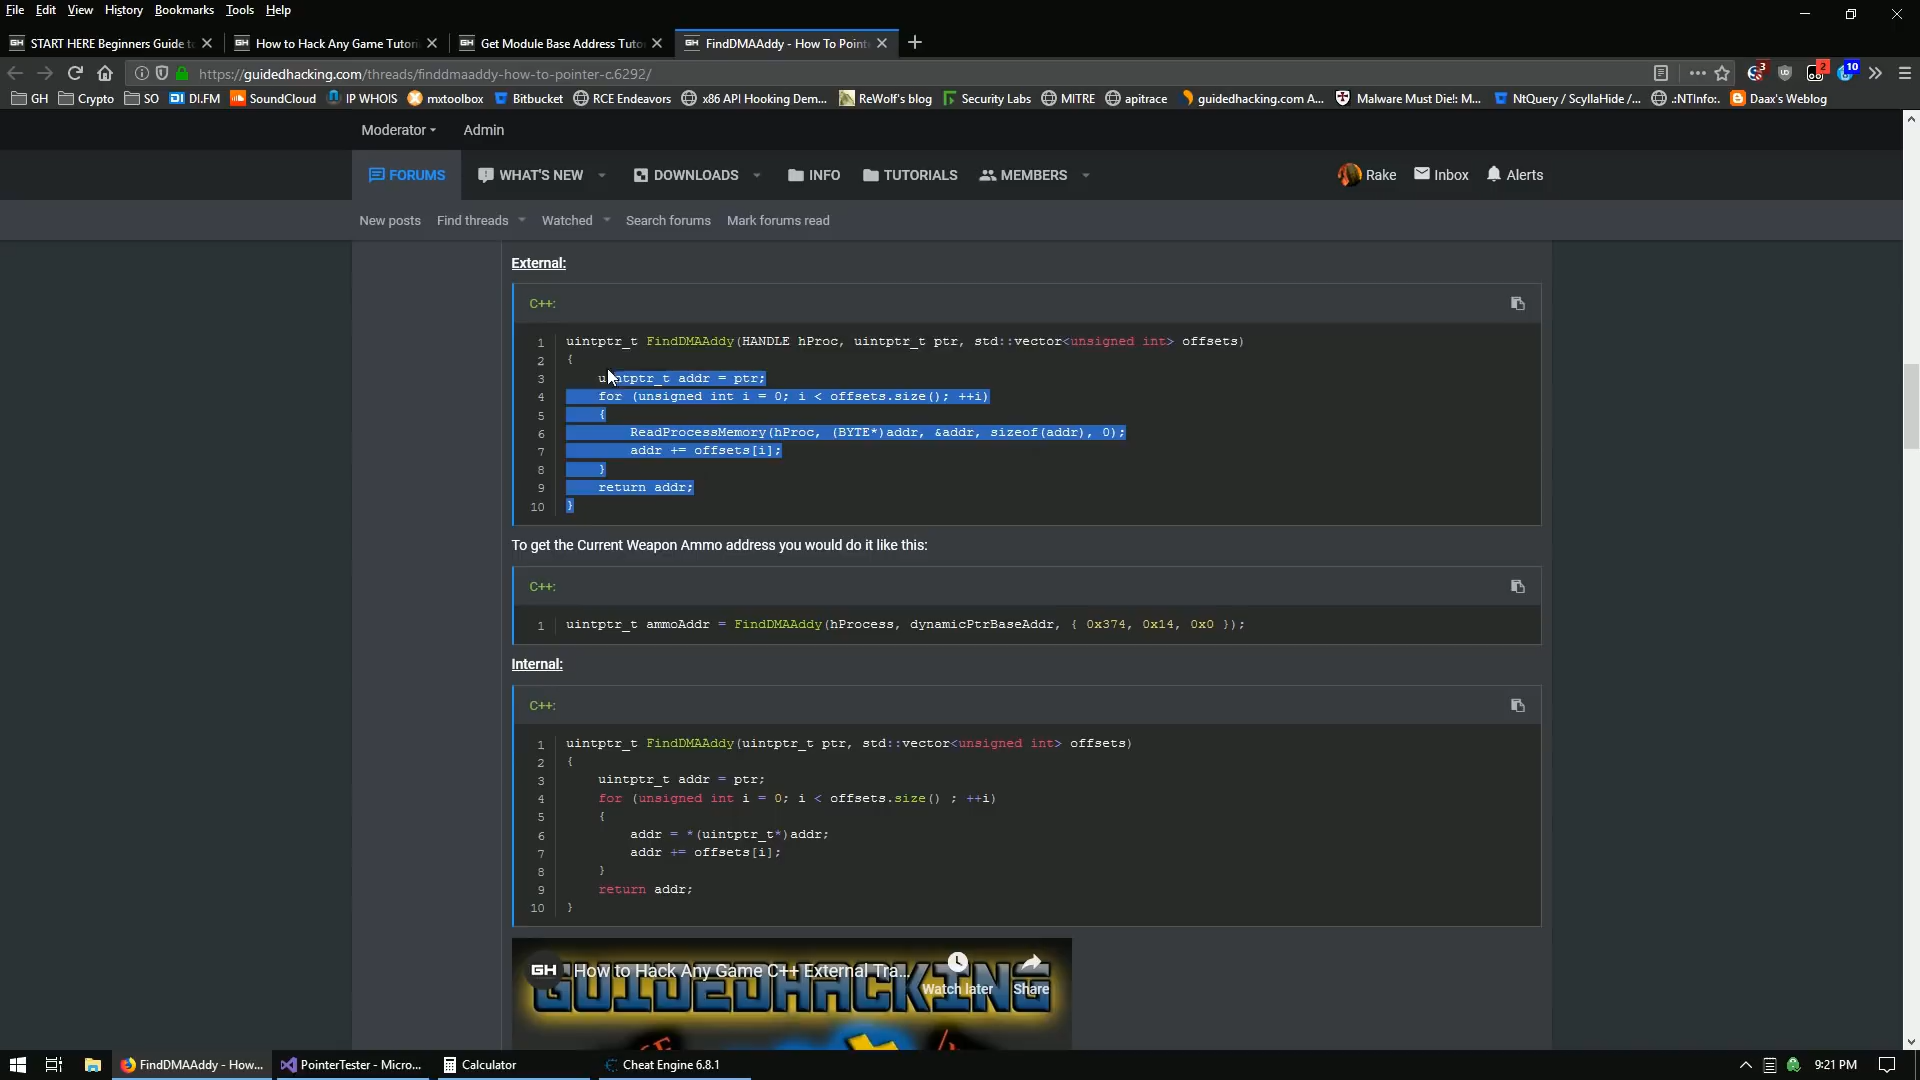 File Edit View History Bookmarks Tools Help
START HERE Beginners Guide to
How to Hack Any Game Tutori
Get Module Base Address Tuto
FindDMAAddy - How To Point
https://guidedhacking.com/threads/finddmaaddy-how-to-pointer-c.6292/
3 2 10
GH Crypto SO DI.FM SoundCloud IP WHOIS mxtoolbox Bitbucket RCE Endeavors x86 API Hooking Dem... ReWolf's blog Security Labs MITRE apitrace guidedhacking.com A... Malware Must Die!: M... NtQuery / ScyllaHide /... .:NTInfo:. Daax's Weblog
Moderator Admin
FORUMS WHAT'S NEW DOWNLOADS INFO TUTORIALS MEMBERS Rake Inbox Alerts
New posts Find threads Watched Search forums Mark forums read
External:
C++:
1 uintptr_t FindDMAAddy(HANDLE hProc, uintptr_t ptr, std::vector<unsigned int> offsets)
2 {
3 uintptr_t addr = ptr;
4 for (unsigned int i = 0; i < offsets.size(); ++i)
5 {
6 ReadProcessMemory(hProc, (BYTE*)addr, &addr, sizeof(addr), 0);
7 addr += offsets[i];
8 }
9 return addr;
10 }
To get the Current Weapon Ammo address you would do it like this:
C++:
1 uintptr_t ammoAddr = FindDMAAddy(hProcess, dynamicPtrBaseAddr, { 0x374, 0x14, 0x0 });
Internal:
C++:
1 uintptr_t FindDMAAddy(uintptr_t ptr, std::vector<unsigned int> offsets)
2 {
3 uintptr_t addr = ptr;
4 for (unsigned int i = 0; i < offsets.size() ; ++i)
5 {
6 addr = *(uintptr_t*)addr;
7 addr += offsets[i];
8 }
9 return addr;
10 }
GH How to Hack Any Game C++ External Tra...
Watch later Share
GUIDEDHACKING
FindDMAAddy - How... PointerTester - Micro... Calculator Cheat Engine 6.8.1 9:21 PM